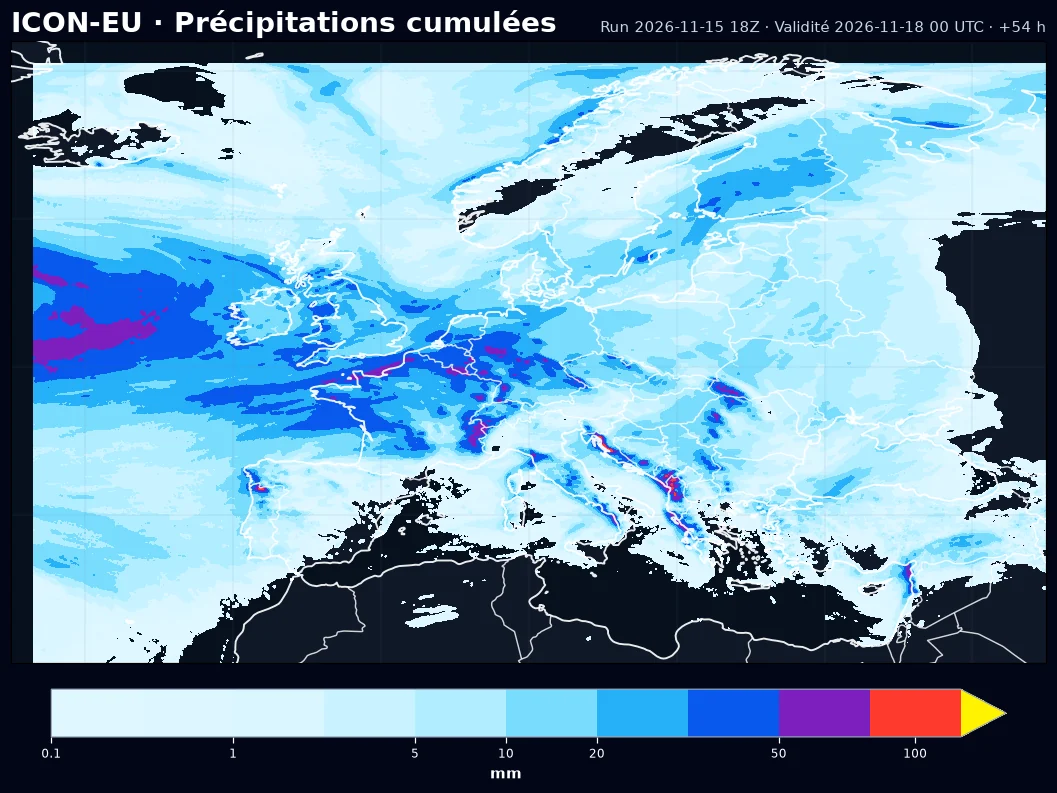 ICON-EU · Précipitations cumulées
Run 2026-11-15 18Z · Validité 2026-11-18 00 UTC · +54 h
0.1 1 5 10 20 50 100
mm